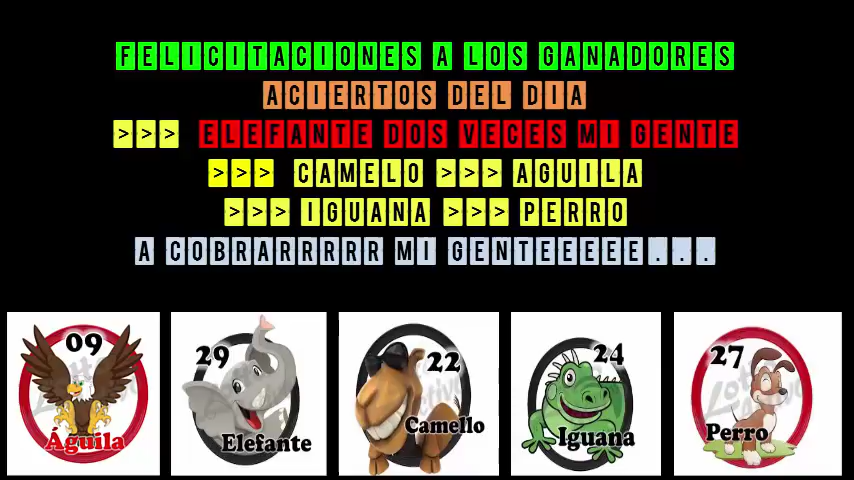 FELICITACIONES A LOS GANADORES
ACIERTOS DEL DIA
>>> ELEFANTE DOS VECES MI GENTE
>>> CAMELO >>> AGUILA
>>> IGUANA >>> PERRO
A COBRARRRRR MI GENTEEEEE...
09
Águila
29
Elefante
22
Camello
24
Iguana
27
Perro